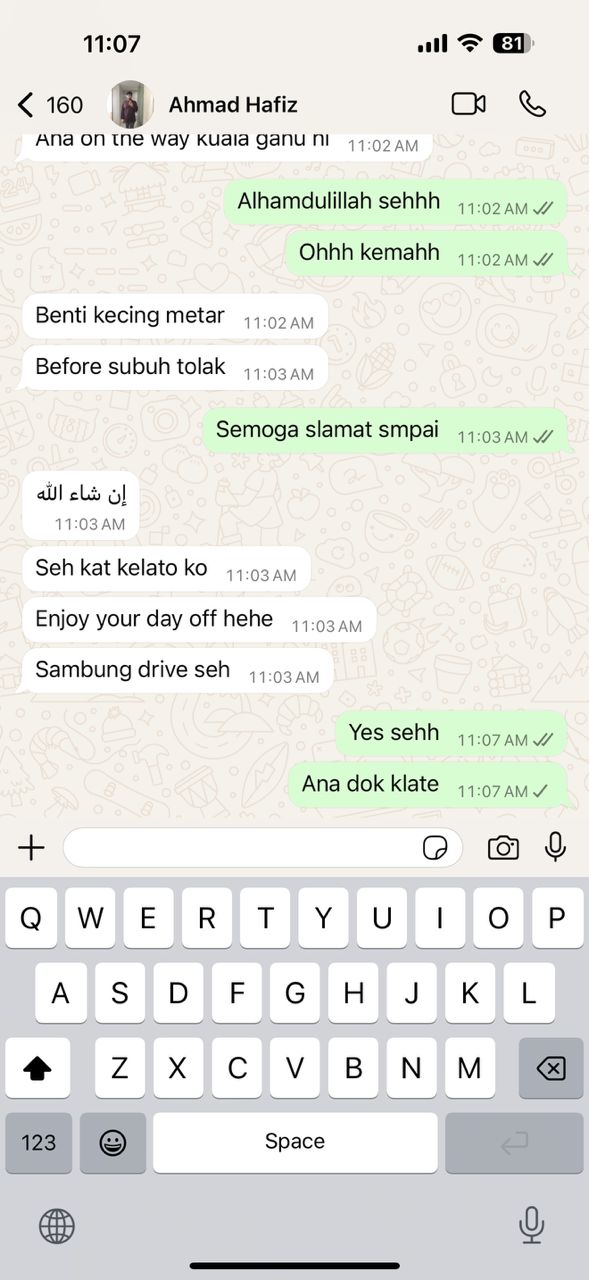 11:07
81
160
Ahmad Hafiz
Ana on the way kuala ganu ni
11:02 AM
Alhamdulillah sehhh
11:02 AM
Ohhh kemahh
11:02 AM
Benti kecing metar
11:02 AM
Before subuh tolak
11:03 AM
Semoga slamat smpai
11:03 AM
إن شاء الله
11:03 AM
Seh kat kelato ko
11:03 AM
Enjoy your day off hehe
11:03 AM
Sambung drive seh
11:03 AM
Yes sehh
11:07 AM
Ana dok klate
11:07 AM
Q W E R T Y U I O P
A S D F G H J K L
Z X C V B N M
123
Space